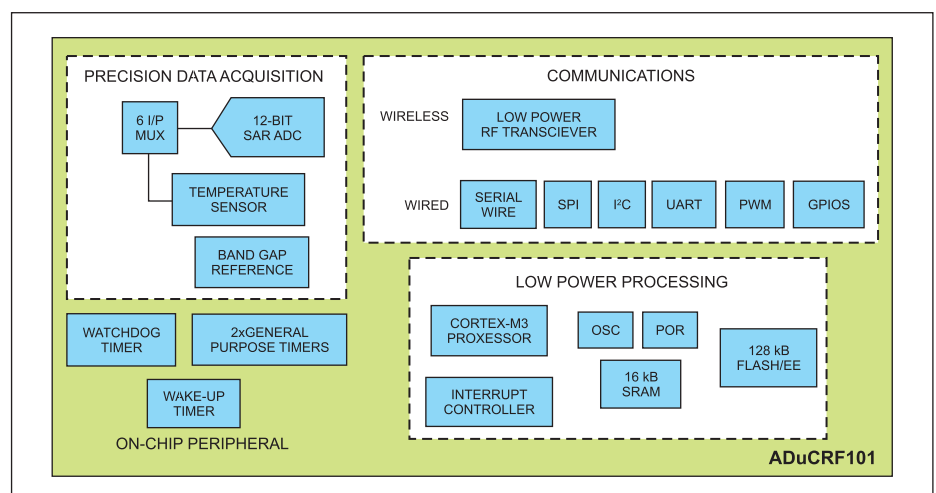 PRECISION DATA ACQUISITION
6 I/P
MUX
12-BIT
SAR ADC
TEMPERATURE
SENSOR
BAND GAP
REFERENCE
COMMUNICATIONS
WIRELESS
LOW POWER
RF TRANSCIEVER
WIRED
SERIAL
WIRE
SPI
I²C
UART
PWM
GPIOS
WATCHDOG
TIMER
2xGENERAL
PURPOSE TIMERS
WAKE-UP
TIMER
ON-CHIP PERIPHERAL
LOW POWER PROCESSING
CORTEX-M3
PROXESSOR
OSC
POR
128 kB
FLASH/EE
INTERRUPT
CONTROLLER
16 kB
SRAM
ADuCRF101